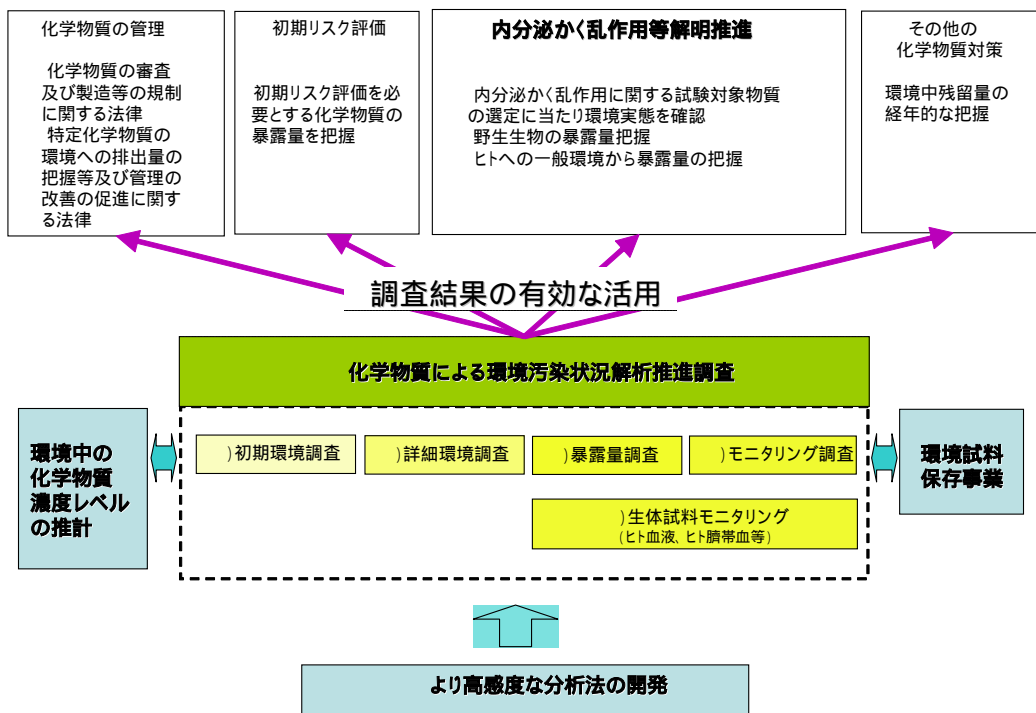 化学物質の管理
化学物質の審査
及び製造等の規制
に関する法律
特定化学物質の
環境への排出量の
把握等及び管理の
改善の促進に関す
る法律
初期リスク評価
初期リスク評価を必
要とする化学物質の
暴露量を把握
内分泌かく乱作用等解明推進
内分泌かく乱作用に関する試験対象物質
の選定に当たり環境実態を確認
野生生物の暴露量把握
ヒトへの一般環境から暴露量の把握
その他の
化学物質対策
環境中残留量の
経年的な把握
調査結果の有効な活用
化学物質による環境汚染状況解析推進調査
環境中の
化学物質
濃度レベル
の推計
)初期環境調査
)詳細環境調査
)暴露量調査
)モニタリング調査
)生体試料モニタリング
(ヒト血液、ヒト臍帯血等)
環境試料
保存事業
より高感度な分析法の開発